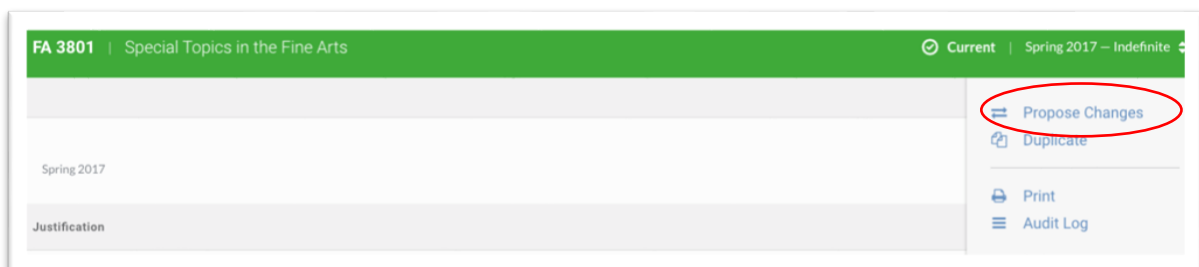 FA 3801 | Special Topics in the Fine Arts
Current | Spring 2017 — Indefinite
Propose Changes
Duplicate
Spring 2017
Print
Justification
Audit Log